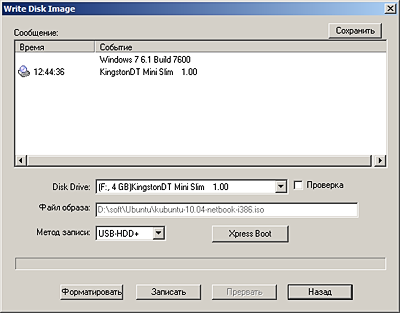 Write Disk Image
Сообщение: Сохранить
Время Событие
Windows 7 6.1 Build 7600
12:44:36 KingstonDT Mini Slim 1.00
Disk Drive: (F:, 4 GB)KingstonDT Mini Slim 1.00 Проверка
Файл образа: D:\soft\Ubuntu\kubuntu-10.04-netbook-i386.iso
Метод записи: USB-HDD+ Xpress Boot
Форматировать Записать Прервать Назад